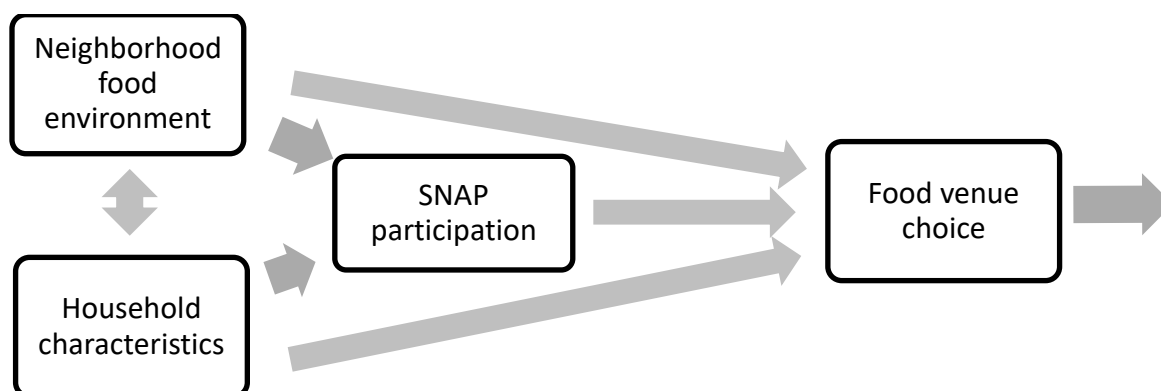 Neighborhood
food
environment
SNAP
participation
Food venue
choice
Household
characteristics